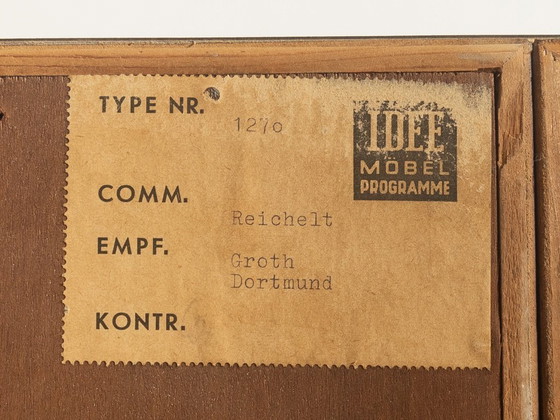 TYPE NR. 1270
IDEE
MÖBEL
PROGRAMME
COMM. Reichelt
EMPF. Groth
Dortmund
KONTR.